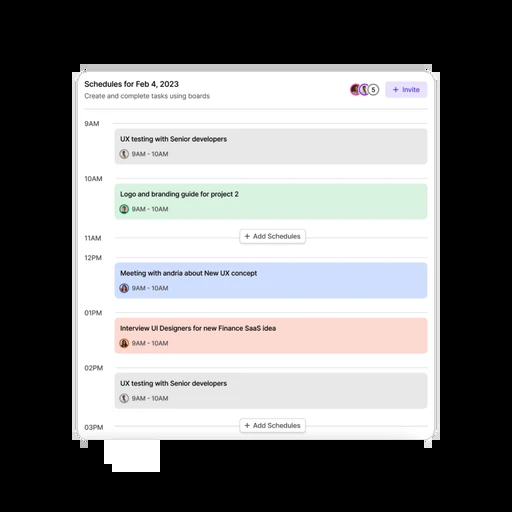 Schedules for Feb 4, 2023
Create and complete tasks using boards
5
+ Invite
9AM
UX testing with Senior developers
9AM - 10AM
10AM
Logo and branding guide for project 2
9AM - 10AM
11AM
+ Add Schedules
12PM
Meeting with andria about New UX concept
9AM - 10AM
01PM
Interview UI Designers for new Finance SaaS idea
9AM - 10AM
02PM
UX testing with Senior developers
9AM - 10AM
03PM
+ Add Schedules